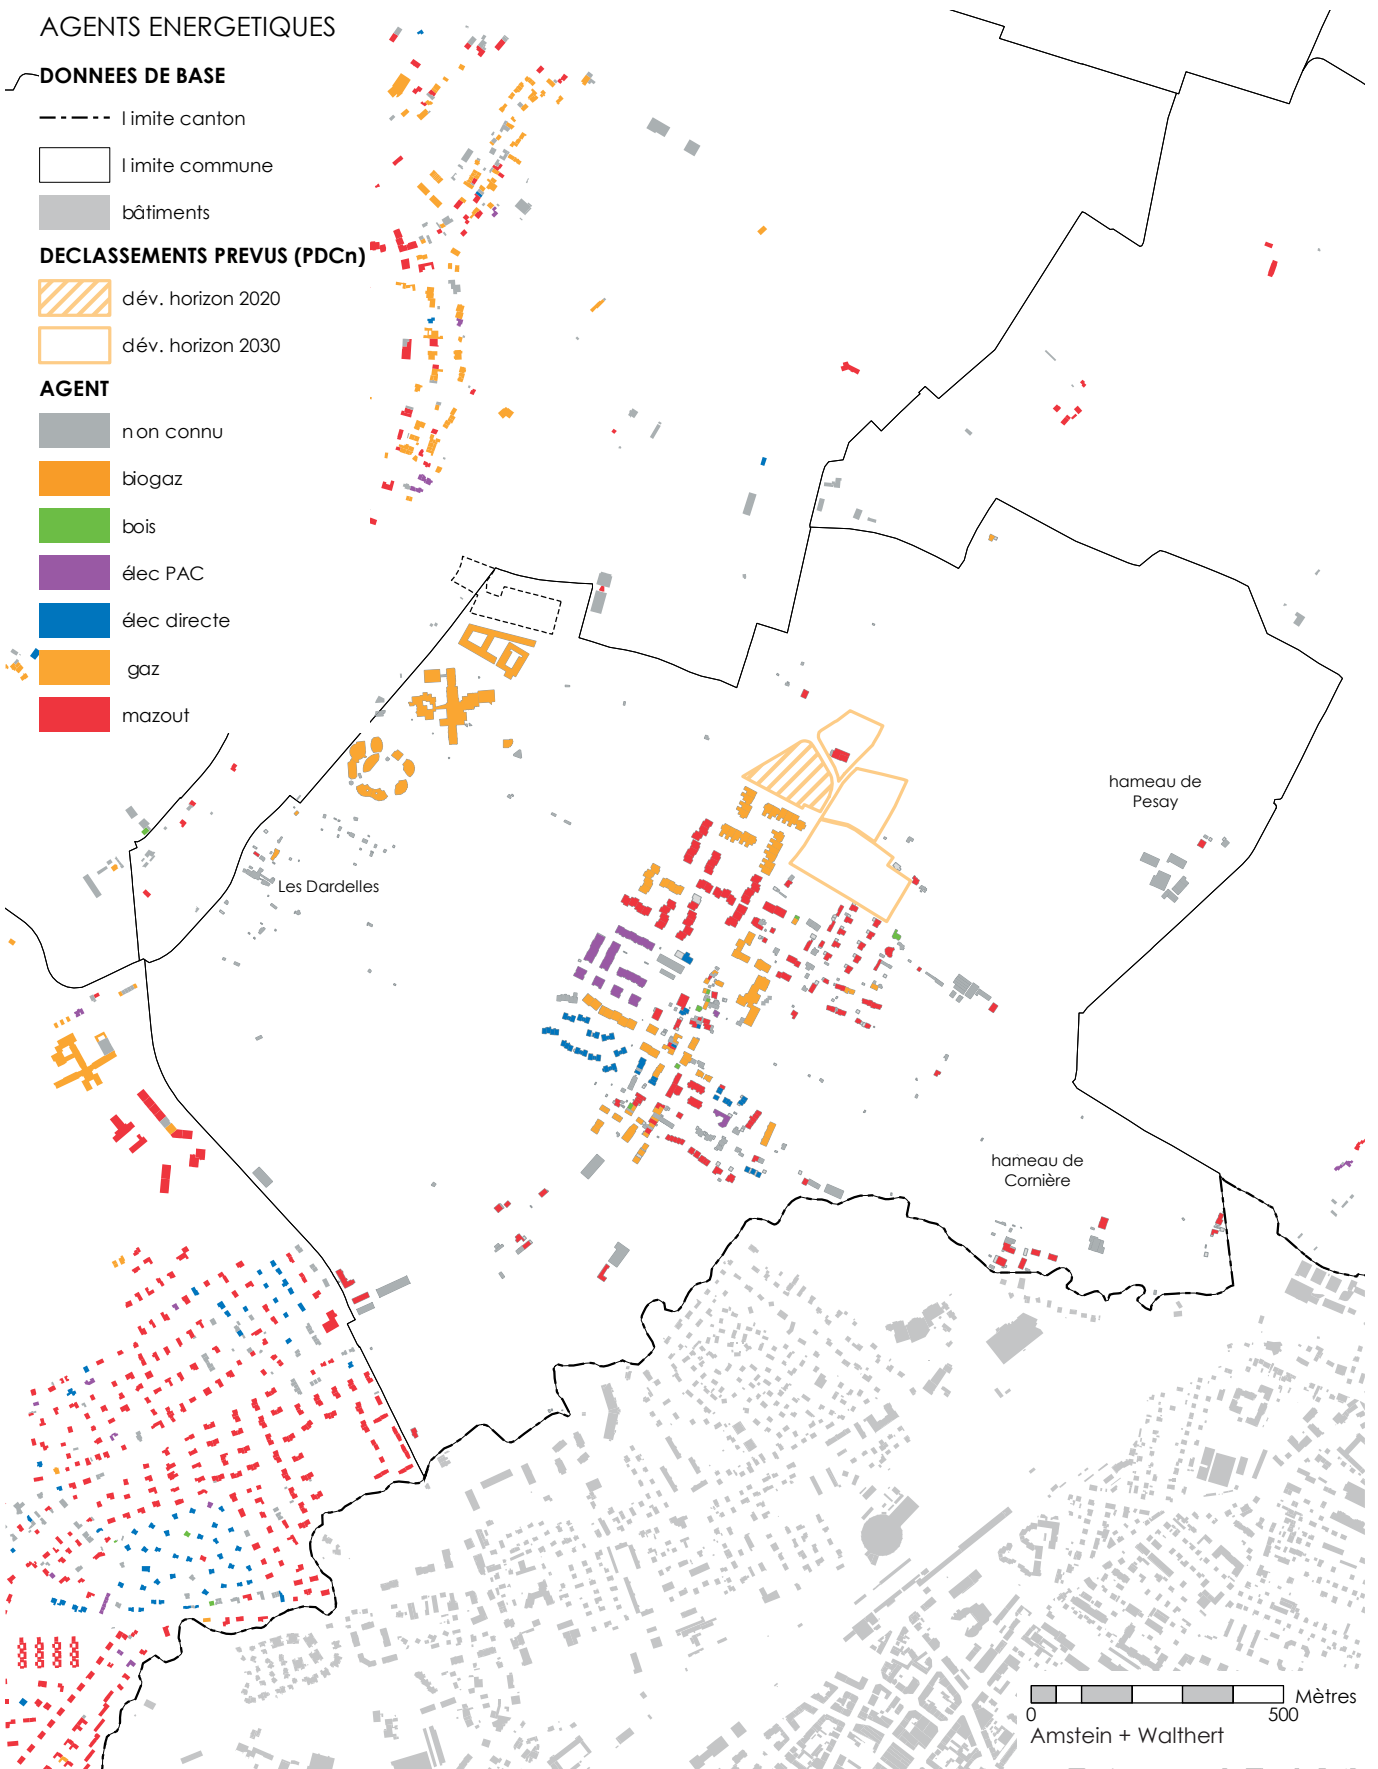 AGENTS ENERGETIQUES
DONNEES DE BASE
limite canton
limite commune
bâtiments
DECLASSEMENTS PREVUS (PDCn)
dév. horizon 2020
dév. horizon 2030
AGENT
non connu
biogaz
bois
élec PAC
élec directe
gaz
mazout
hameau de
Pesay
Les Dardelles
hameau de
Cornière
Mètres
0 500
Amstein + Walthert